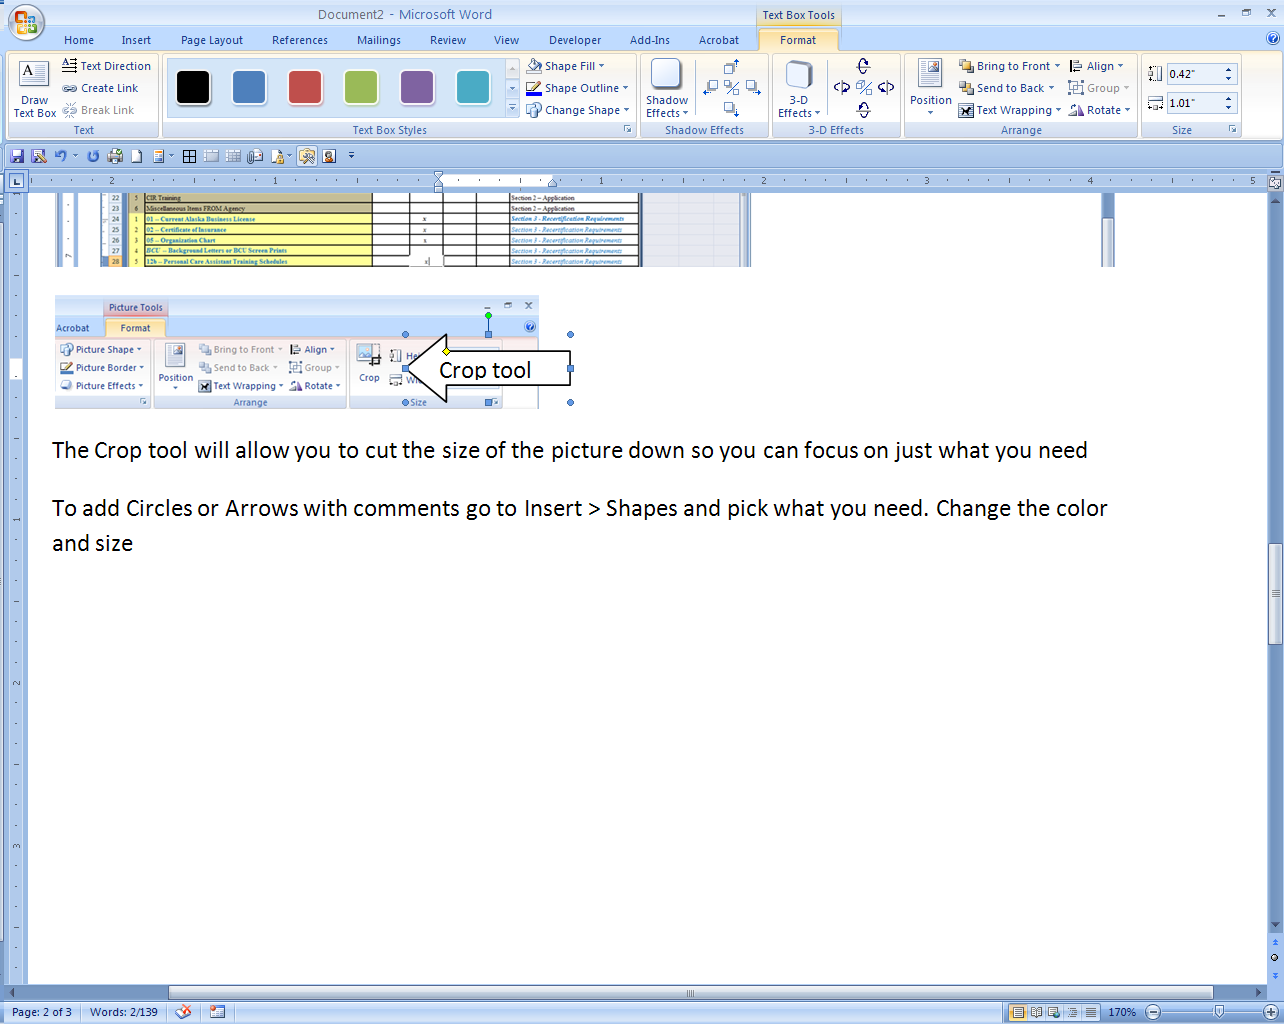 Document2 - Microsoft Word
Text Box Tools
Home Insert Page Layout References Mailings Review View Developer Add-Ins Acrobat Format
Draw Text Box
Text Direction
Create Link
Break Link
Text
Text Box Styles
Shape Fill
Shape Outline
Change Shape
Shadow Effects
Shadow Effects
3-D Effects
3-D Effects
Position
Bring to Front
Send to Back
Text Wrapping
Align
Group
Rotate
Arrange
0.42"
1.01"
Size
2 1 1 2 3 4 5
22 5 CIR Training Section 2 – Application
23 6 Miscellaneous Items FROM Agency Section 2 – Application
24 1 01 – Current Alaska Business License x Section 3 - Recertification Requirements
25 2 02 – Certificate of Insurance x Section 3 - Recertification Requirements
26 3 05 – Organization Chart x Section 3 - Recertification Requirements
27 4 BCU – Background Letters or BCU Screen Prints Section 3 - Recertification Requirements
28 5 12b – Personal Care Assistant Training Schedules x Section 3 - Recertification Requirements
Picture Tools
Acrobat Format
Picture Shape
Picture Border
Picture Effects
Position
Bring to Front
Send to Back
Text Wrapping
Align
Group
Rotate
Arrange
Crop
Size
Crop tool
The Crop tool will allow you to cut the size of the picture down so you can focus on just what you need
To add Circles or Arrows with comments go to Insert > Shapes and pick what you need. Change the color
and size
1
2
3
Page: 2 of 3 Words: 2/139 170%